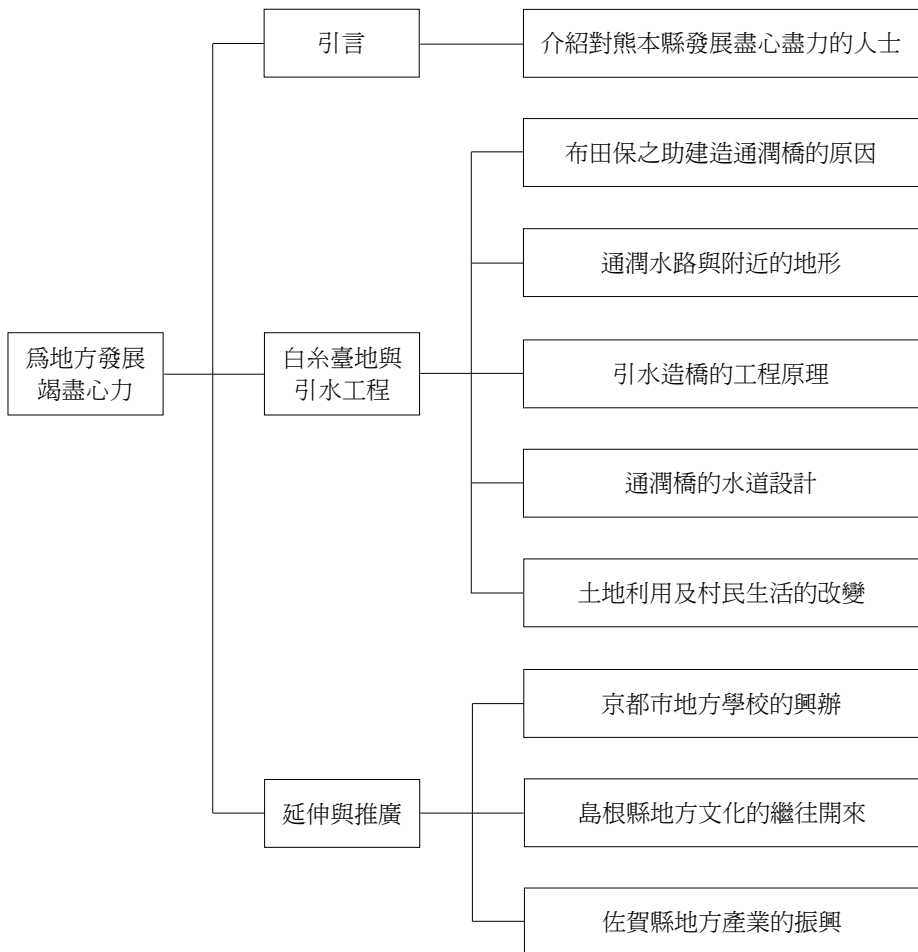 爲地方發展
竭盡心力
引言
介紹對熊本縣發展盡心盡力的人士
白糸臺地與
引水工程
布田保之助建造通潤橋的原因
通潤水路與附近的地形
引水造橋的工程原理
通潤橋的水道設計
土地利用及村民生活的改變
延伸與推廣
京都市地方學校的興辦
島根縣地方文化的繼往開來
佐賀縣地方產業的振興